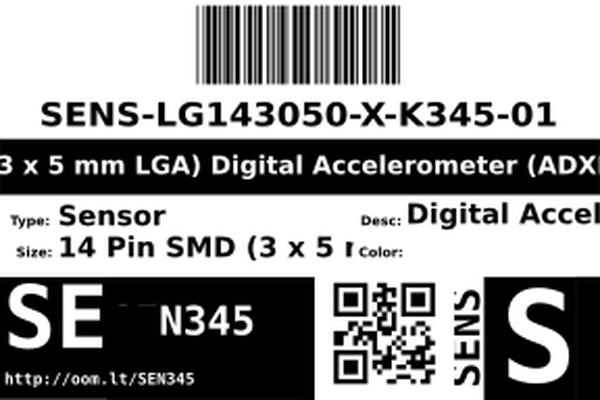 SENS-LG143050-X-K345-01
3 x 5 mm LGA) Digital Accelerometer (ADX
Type: Sensor
Desc: Digital Accel
Size: 14 Pin SMD (3 x 5
Color:
SE N345
http://oom.lt/SEN345
SENS
S